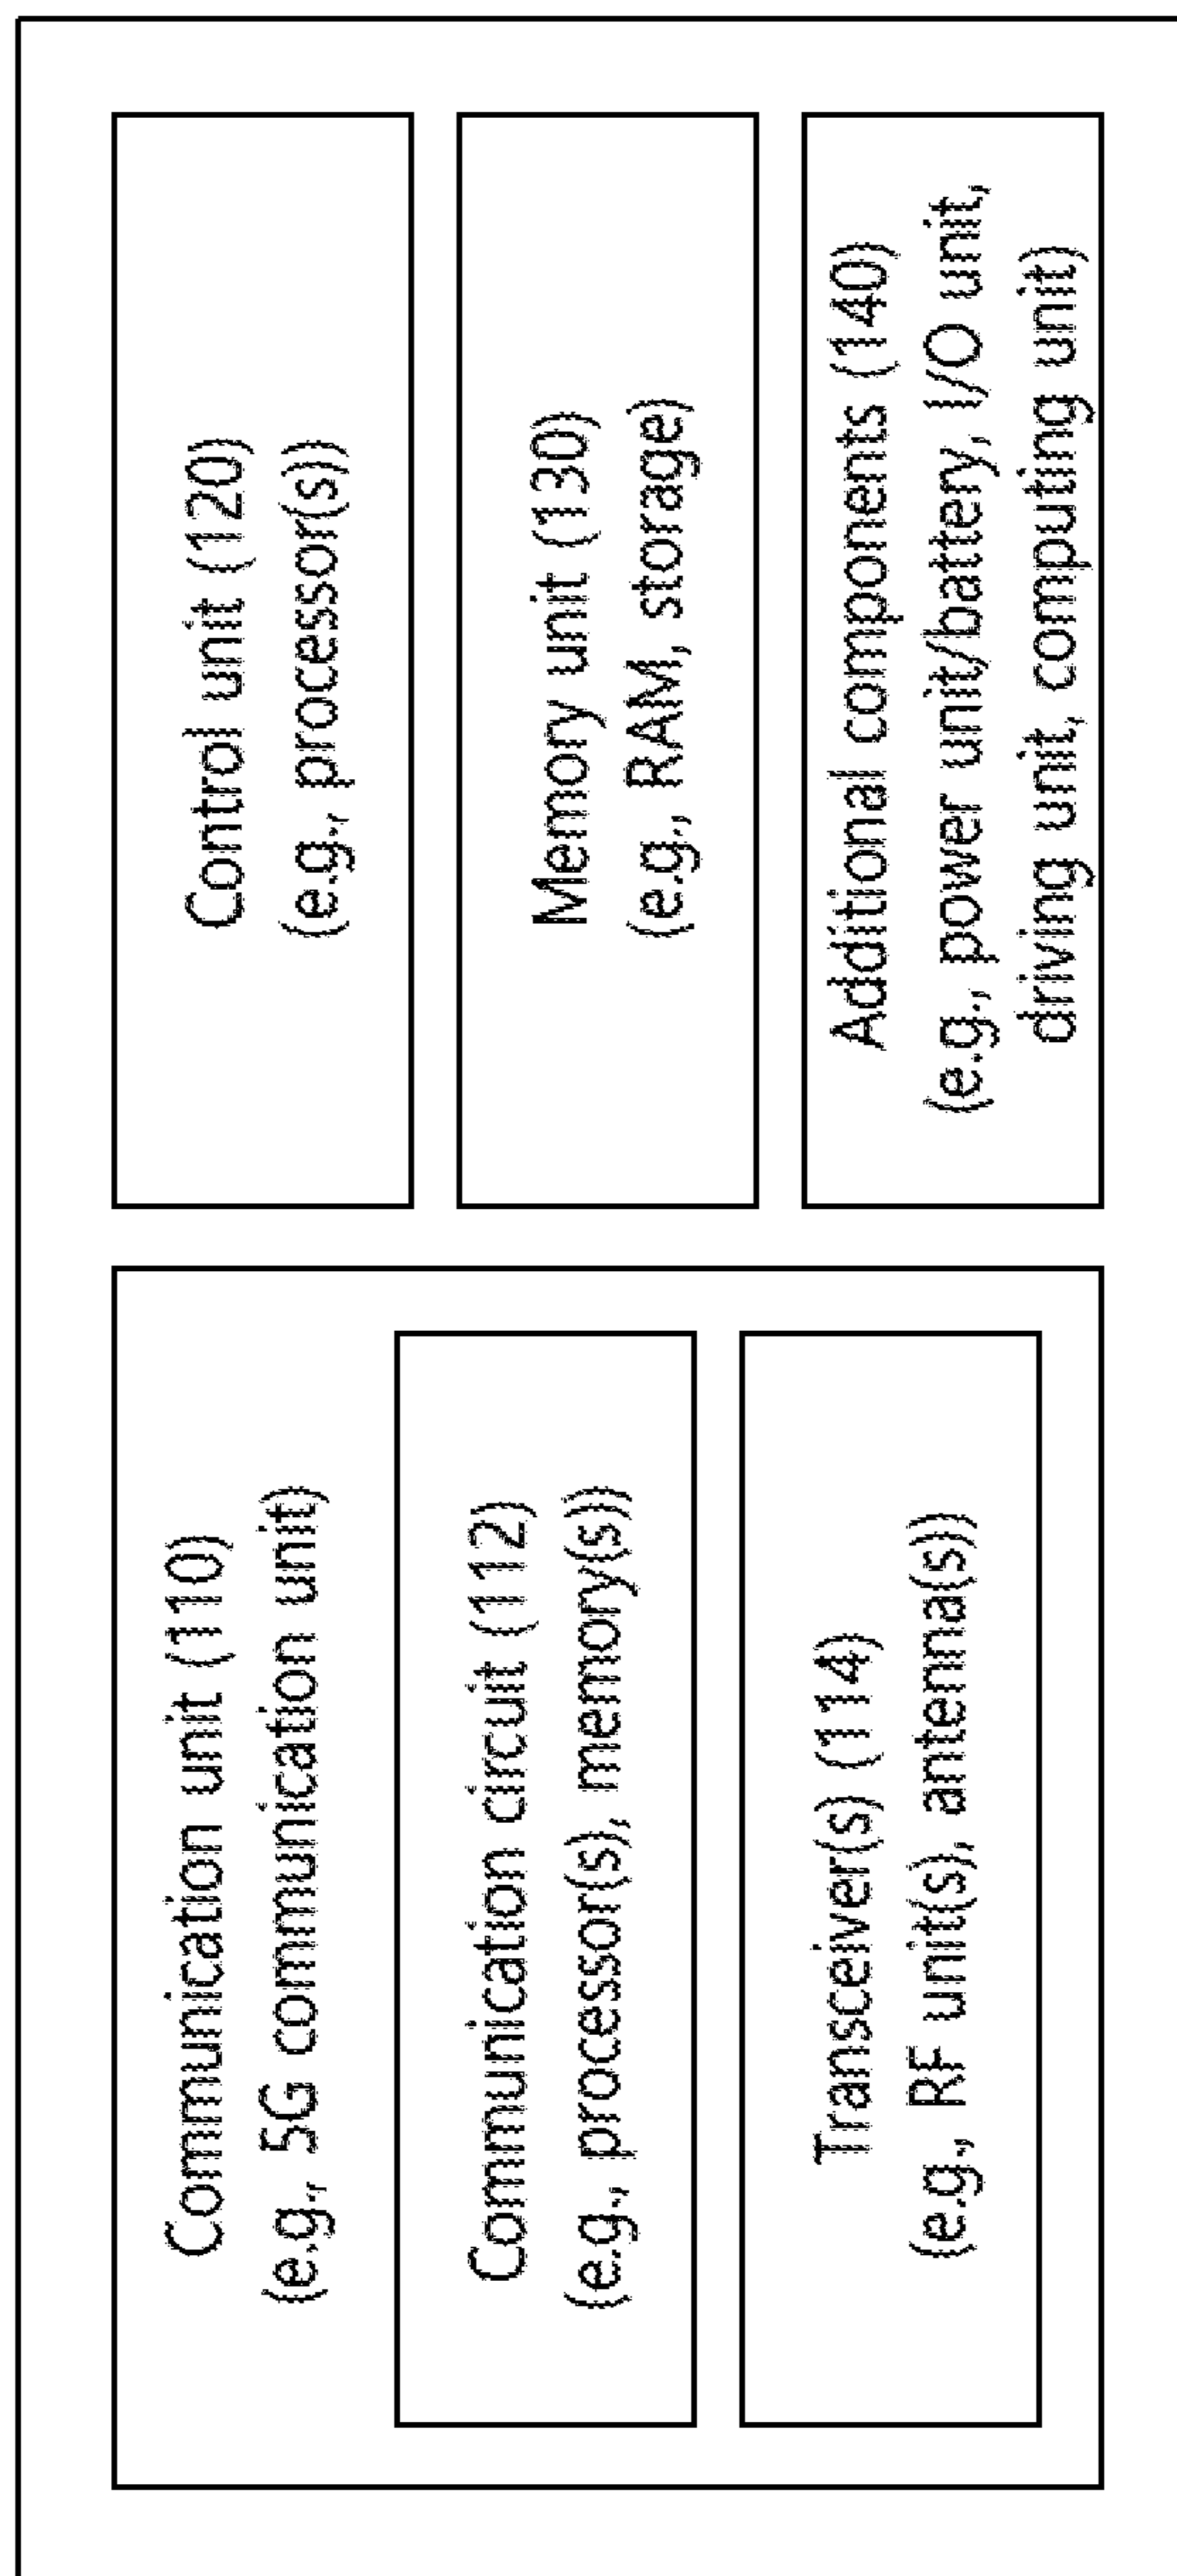 Communication unit (110)
(e.g., 5G communication unit)
Communication circuit (112)
(e.g., processor(s), memory(s))
Transceiver(s) (114)
(e.g., RF unit(s), antenna(s))
Control unit (120)
(e.g., processor(s))
Memory unit (130)
(e.g., RAM, storage)
Additional components (140)
(e.g., power unit/battery, I/O unit,
driving unit, computing unit)